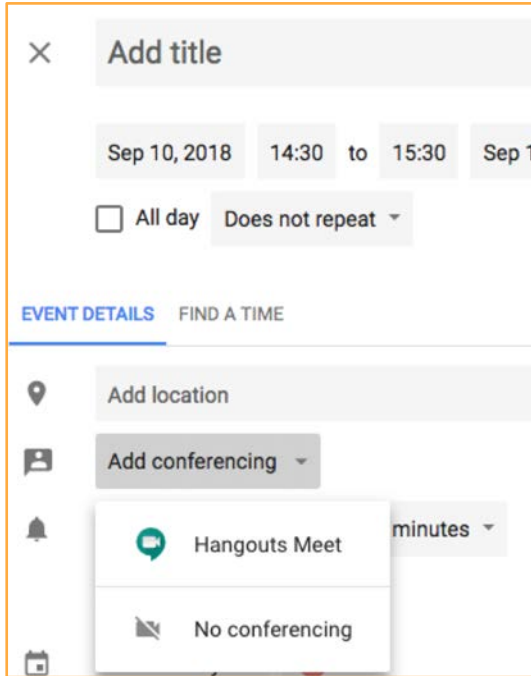 Add title
Sep 10, 2018 14:30 to 15:30 Sep
All day Does not repeat
EVENT DETAILS FIND A TIME
Add location
Add conferencing
Hangouts Meet
minutes
No conferencing